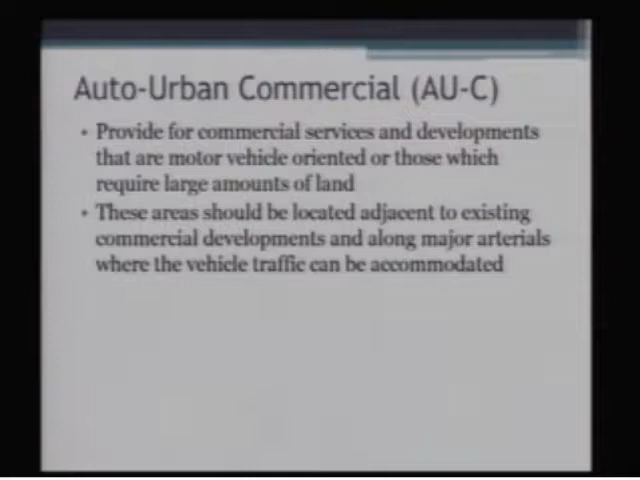 Auto-Urban Commercial (AU-C)
• Provide for commercial services and developments
that are motor vehicle oriented or those which
require large amounts of land
• These areas should be located adjacent to existing
commercial developments and along major arterials
where the vehicle traffic can be accommodated